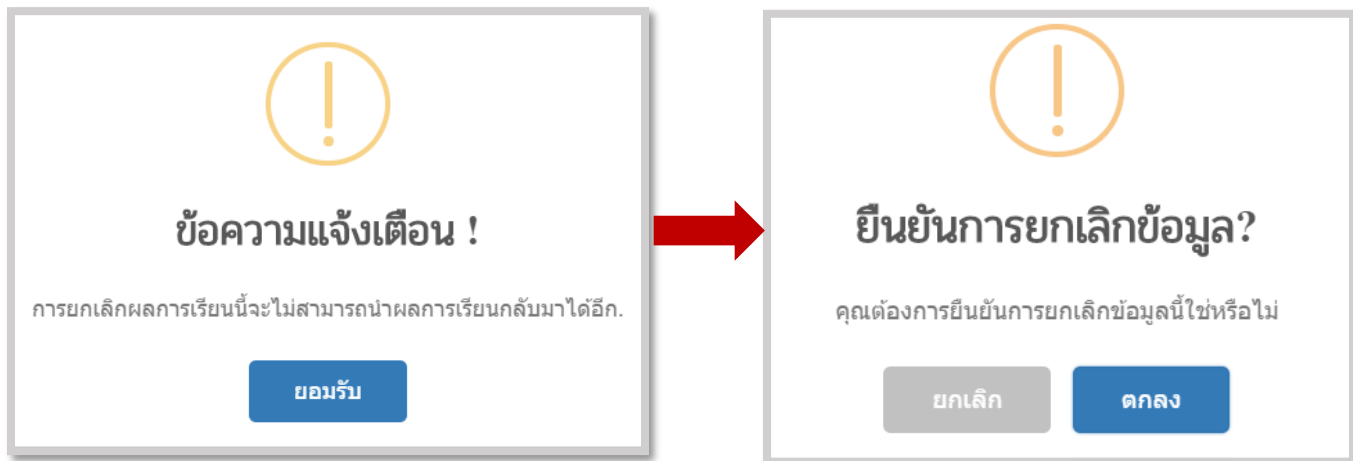 ข้อความแจ้งเตือน !
การยกเลิกผลการเรียนนี้จะไม่สามารถนำผลการเรียนกลับมาได้อีก.
ยอมรับ
ยืนยันการยกเลิกข้อมูล?
คุณต้องการยืนยันการยกเลิกข้อมูลนี้ใช่หรือไม่
ยกเลิก
ตกลง